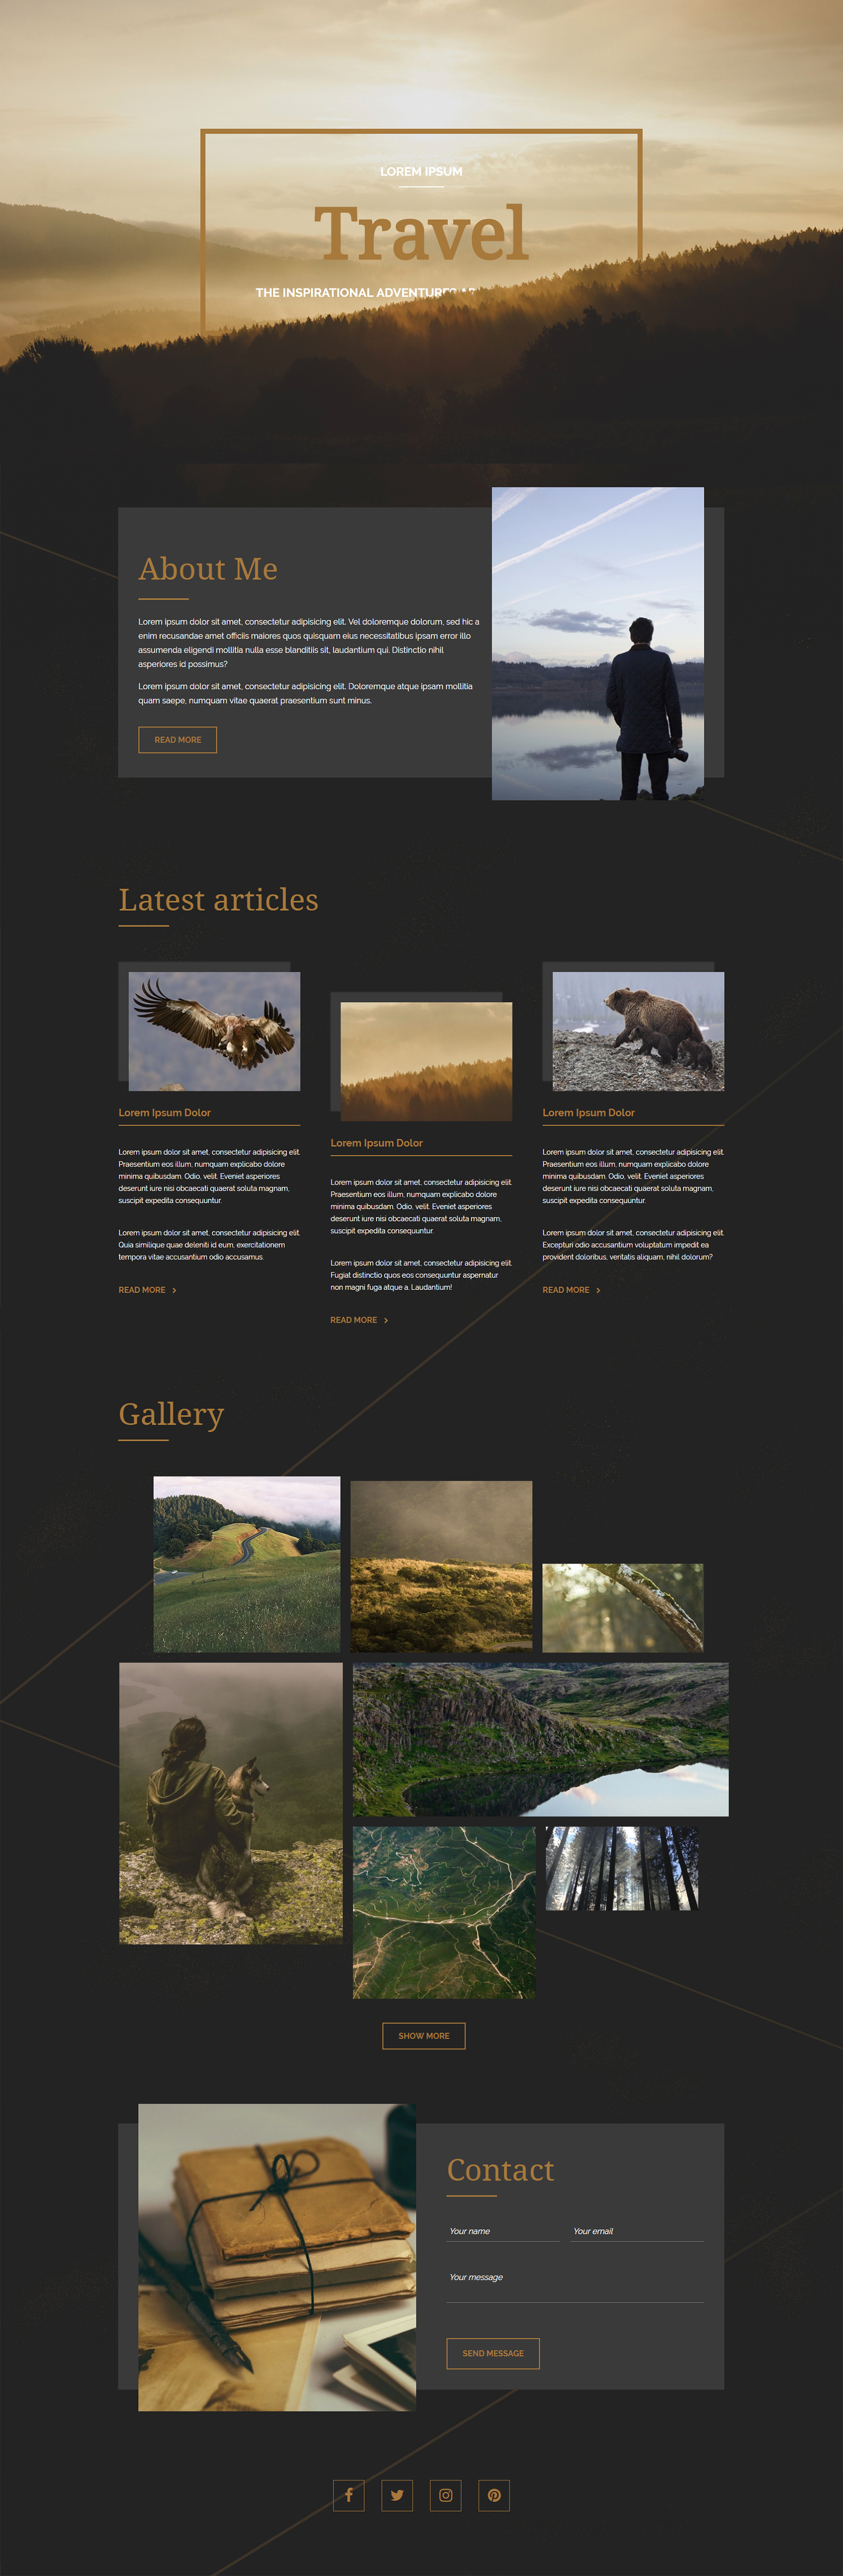 LOREM IPSUM
Travel
THE INSPIRATIONAL ADVENTURES
About Me
Lorem ipsum dolor sit amet, consectetur adipisicing elit. Vel doloremque dolorum, sed hic a
enim recusandae amet officiis maiores quos quisquam eius necessitatibus ipsam error illo
assumenda eligendi mollitia nulla esse blanditiis sit, laudantium qui. Distinctio nihil
asperiores id possimus?
Lorem ipsum dolor sit amet, consectetur adipisicing elit. Doloremque atque ipsam mollitia
quam saepe, numquam vitae quaerat praesentium sunt minus.
READ MORE
Latest articles
Lorem Ipsum Dolor
Lorem ipsum dolor sit amet, consectetur adipisicing elit.
Praesentium eos illum, numquam explicabo dolore
minima quibusdam. Odio, velit. Eveniet asperiores
deserunt iure nisi obcaecati quaerat soluta magnam,
suscipit expedita consequuntur.
Lorem ipsum dolor sit amet, consectetur adipisicing elit.
Quia similique quae deleniti id eum, exercitationem
tempora vitae accusantium odio accusamus.
READ MORE
Lorem Ipsum Dolor
Lorem ipsum dolor sit amet, consectetur adipisicing elit.
Praesentium eos illum, numquam explicabo dolore
minima quibusdam. Odio, velit. Eveniet asperiores
deserunt iure nisi obcaecati quaerat soluta magnam,
suscipit expedita consequuntur.
Lorem ipsum dolor sit amet, consectetur adipisicing elit.
Fugiat distinctio quos eos consequuntur aspernatur
non magni fuga atque a. Laudantium!
READ MORE
Lorem Ipsum Dolor
Lorem ipsum dolor sit amet, consectetur adipisicing elit.
Praesentium eos illum, numquam explicabo dolore
minima quibusdam. Odio, velit. Eveniet asperiores
deserunt iure nisi obcaecati quaerat soluta magnam,
suscipit expedita consequuntur.
Lorem ipsum dolor sit amet, consectetur adipisicing elit.
Excepturi odio accusantium voluptatum impedit ea
provident doloribus, veritatis aliquam, nihil dolorum?
READ MORE
Gallery
SHOW MORE
Contact
Your name
Your email
Your message
SEND MESSAGE